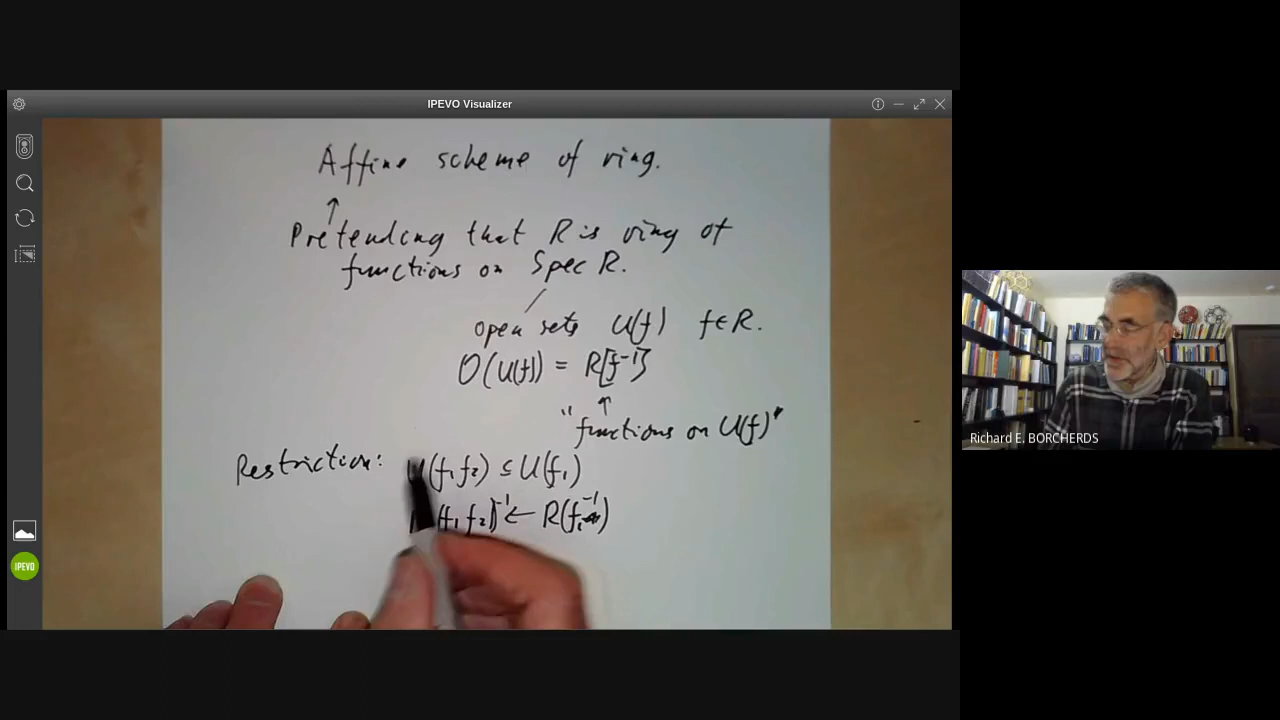 IPEVO Visualizer
Affine scheme of ring.
↑
Pretending that R is ring of
functions on Spec R.
open sets U(f) f∈R.
O(U(f)) = R[f⁻¹]
↑
"functions on U(f)"
Restriction: U(f₁f₂) ⊆ U(f₁)
(f₁f₂)⁻¹ ← R(f₁⁻¹)
Richard E. BORCHERDS
IPEVO